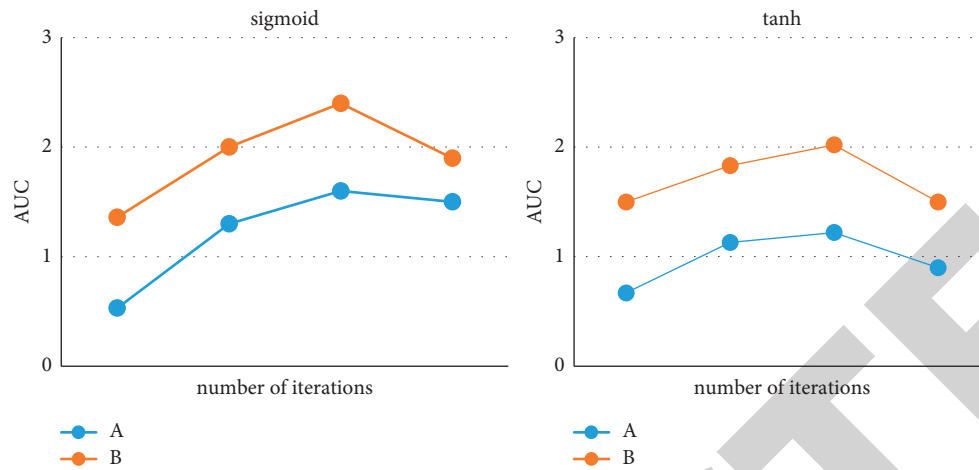 sigmoid
3
2
1
0
AUC
number of iterations
A
B
tanh
3
2
1
0
AUC
number of iterations
A
B